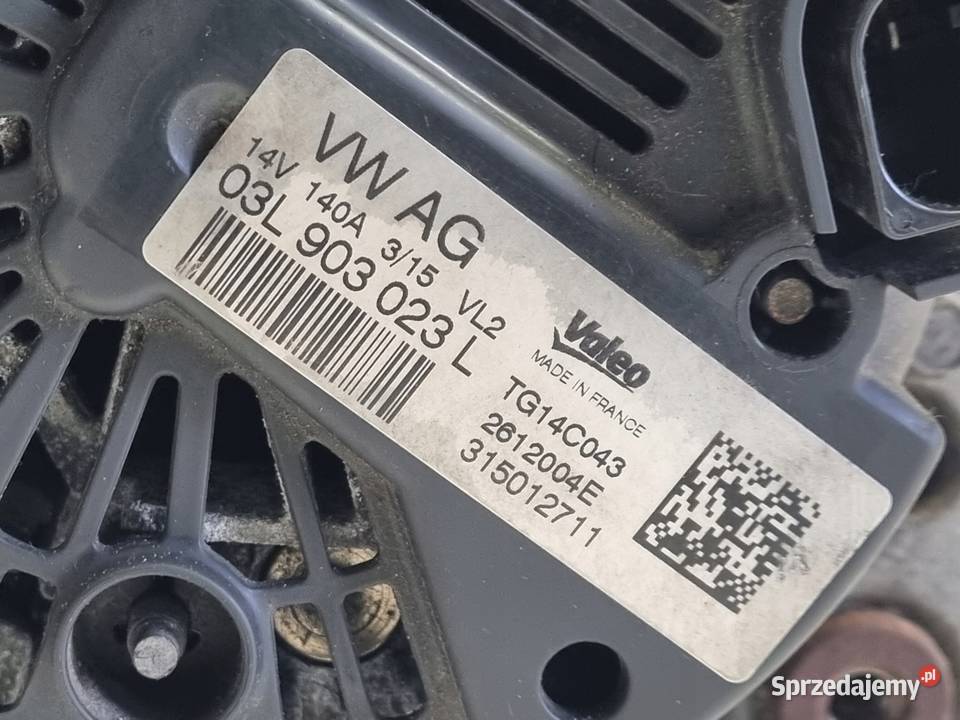 VW AG
14V 140A 3/15 VL2
03L 903 023 L
Valeo
MADE IN FRANCE
TG14C043
2612004E
315012711
Sprzedajemy.pl